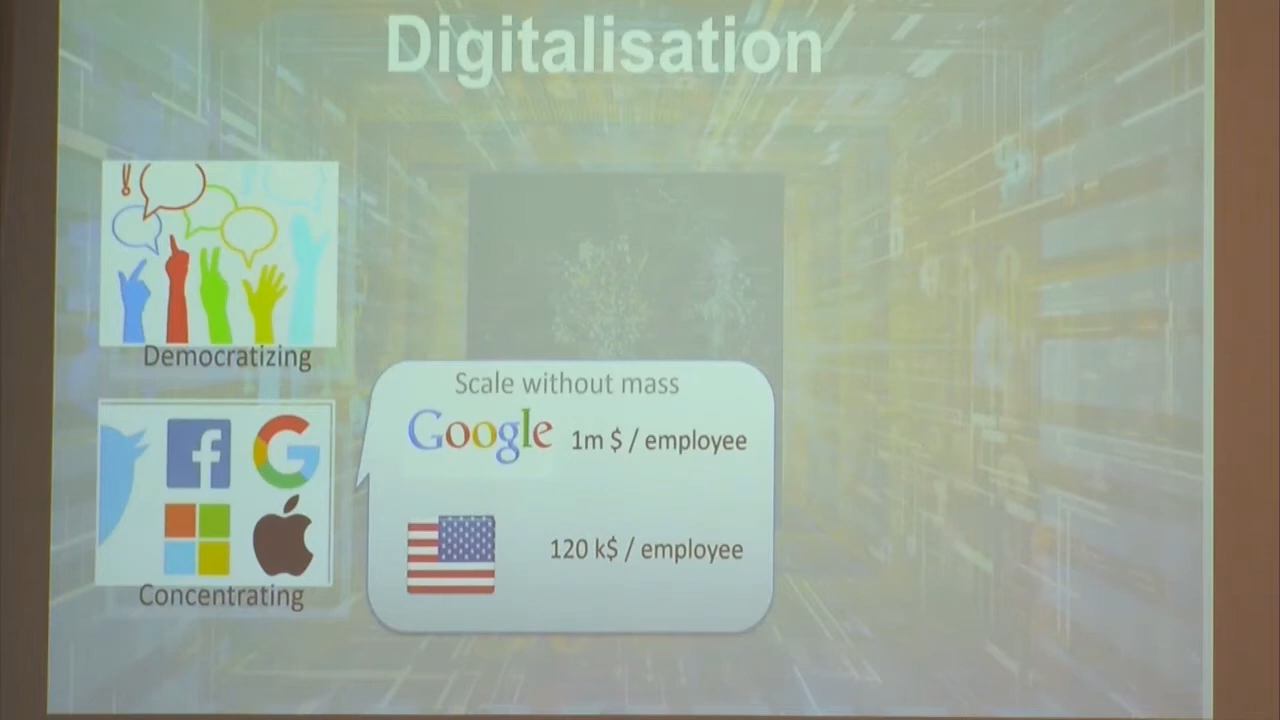 Digitalisation
Democratizing
Scale without mass
Google 1m $ / employee
120 k$ / employee
Concentrating